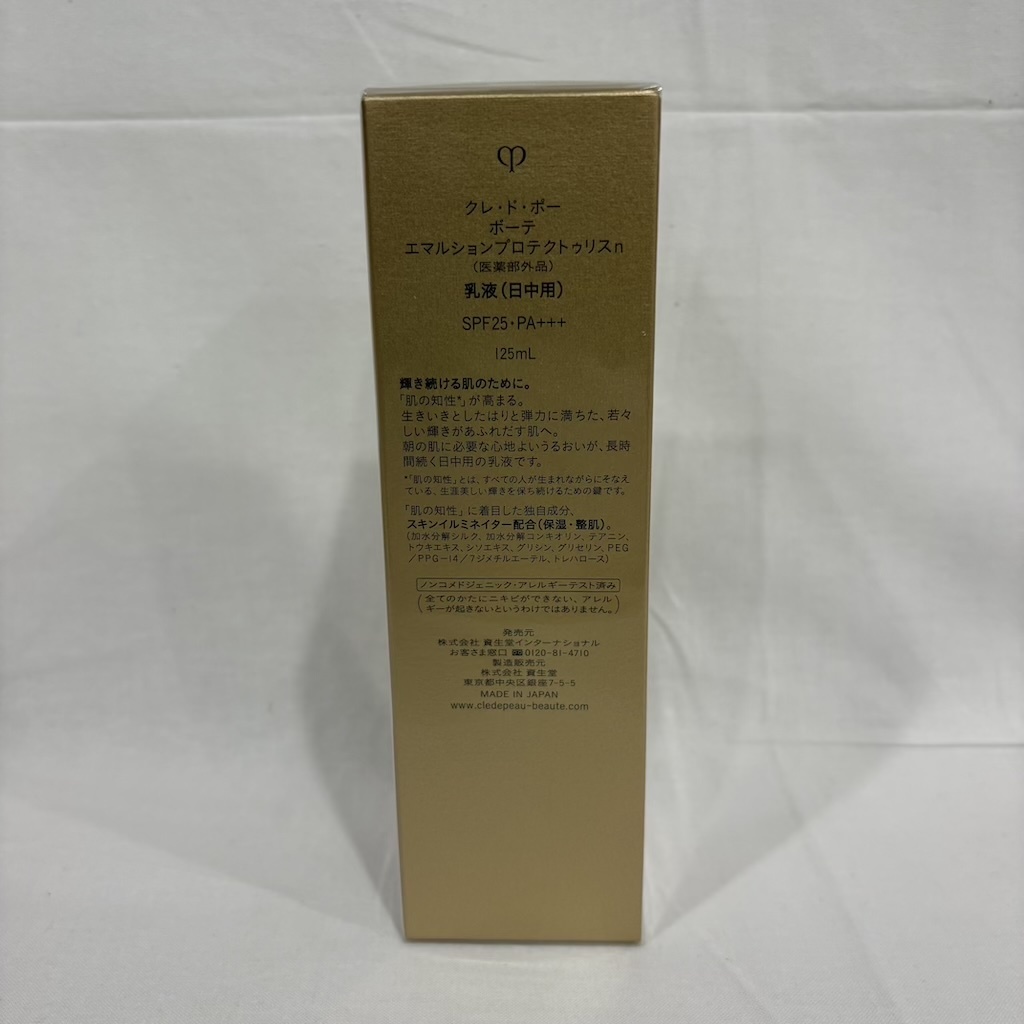 クレ・ド・ポー
ボーテ
エマルションプロテクトゥリスn
(医薬部外品)
乳液(日中用)
SPF25・PA+++
125mL
輝き続ける肌のために。
「肌の知性*」が高まる。
生きいきとしたはりと弾力に満ちた、若々
しい輝きがあふれだす肌へ。
朝の肌に必要な心地よいうるおいが、長時
間続く日中用の乳液です。
*「肌の知性」とは、すべての人が生まれながらにそなえ
ている、生涯美しい輝きを保ち続けるための鍵です。
「肌の知性」に着目した独自成分、
スキンイルミネイター配合(保湿・整肌)。
(加水分解シルク、加水分解コンキオリン、テアニン、
トウキエキス、シソエキス、グリシン、グリセリン、PEG
/PPG-14/7ジメチルエーテル、トレハロース)
ノンコメドジェニック・アレルギーテスト済み
(全てのかたにニキビができない、アレル
ギーが起きないというわけではありません。)
発売元
株式会社 資生堂インターナショナル
お客さま窓口 0120-81-4710
製造販売元
株式会社 資生堂
東京都中央区銀座7-5-5
MADE IN JAPAN
www.cledepeau-beaute.com